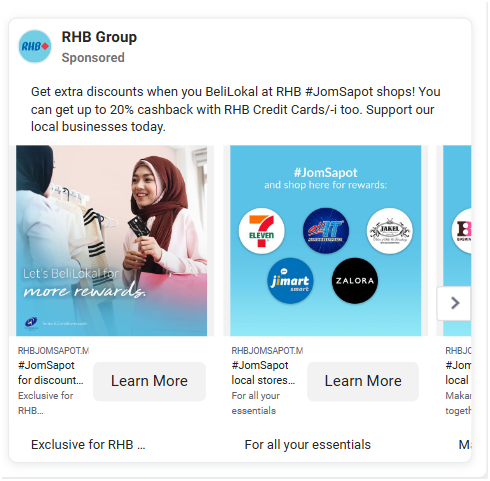 RHB
RHB Group
Sponsored
Get extra discounts when you BeliLokal at RHB #JomSapot shops! You
can get up to 20% cashback with RHB Credit Cards/-i too. Support our
local businesses today.
Let's BeliLokal for
more rewards.
#JomSapot
and shop here for rewards:
7
ELEVEN
JAKEL
jimart
smart
ZALORA
RHBJOMSAPOT.M
#JomSapot
for discount...
Exclusive for
RHB...
Learn More
RHBJOMSAPOT.M
#JomSapot
local stores...
For all your
essentials
Learn More
RHBJC
#Jom
local
Makar
togeth
Exclusive for RHB ...
For all your essentials
Ma